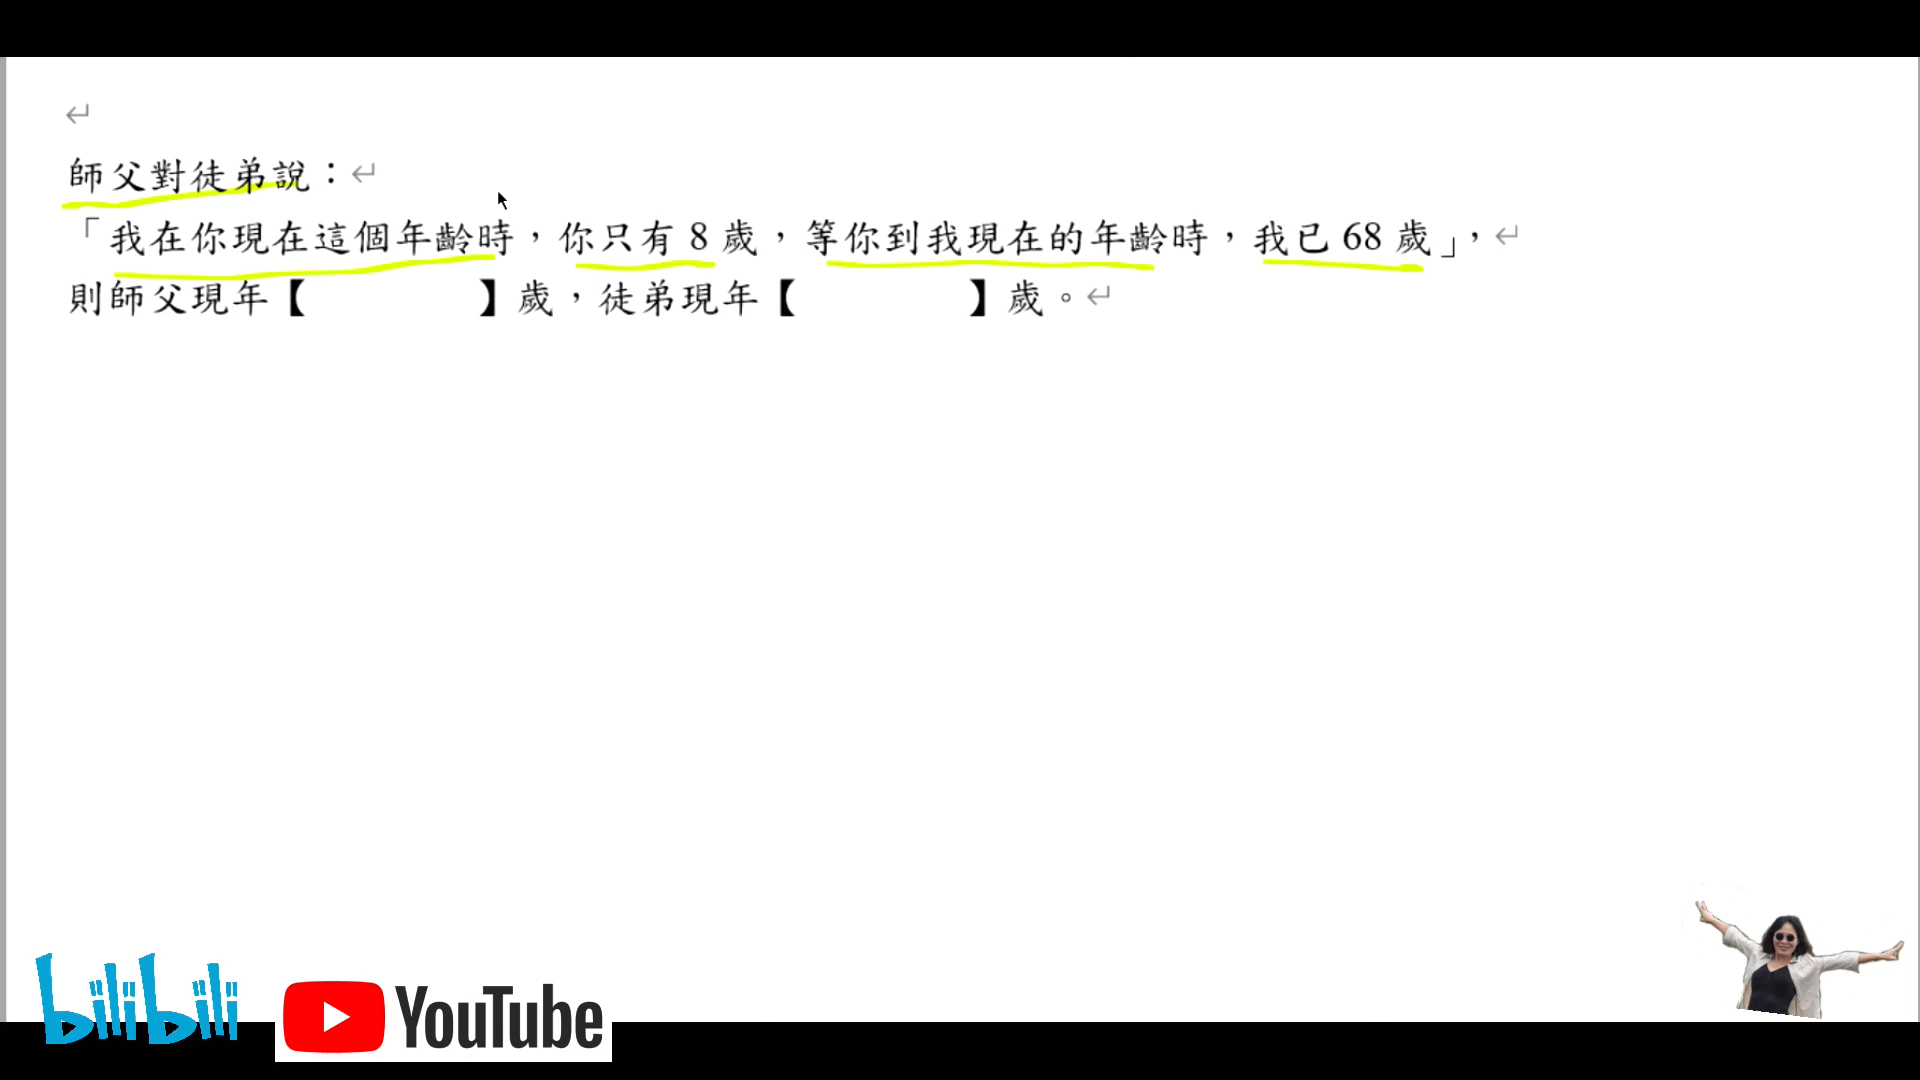 師父對徒弟說：
「我在你現在這個年齡時，你只有 8 歲，等你到我現在的年齡時，我已 68 歲」，
則師父現年【　　　　】歲，徒弟現年【　　　　】歲。
bilibili
YouTube